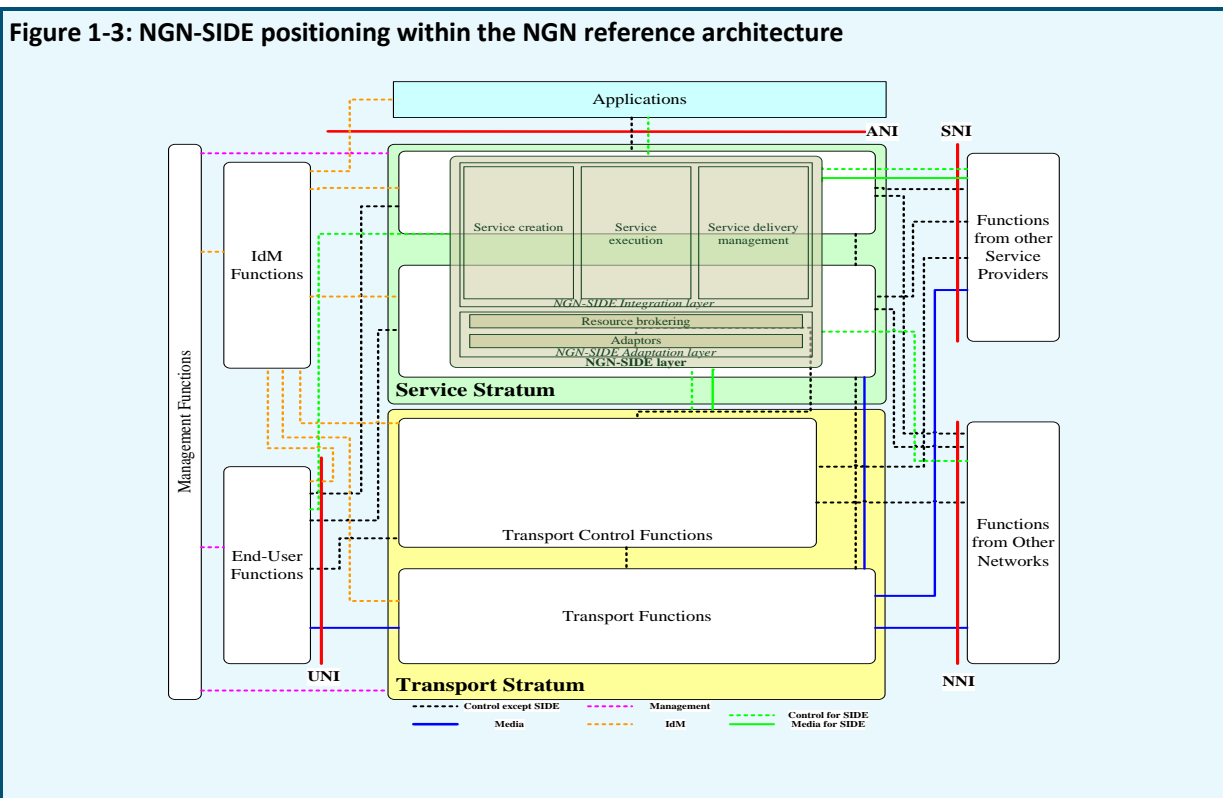 Figure 1-3: NGN-SIDE positioning within the NGN reference architecture
Applications
ANI
SNI
Management Functions
IdM
Functions
Service creation
Service
execution
Service delivery
management
NGN-SIDE Integration layer
Resource brokering
Adaptors
NGN-SIDE Adaptation layer
NGN-SIDE layer
Service Stratum
Functions
from other
Service
Providers
End-User
Functions
UNI
Transport Control Functions
Transport Functions
Transport Stratum
Functions
from Other
Networks
NNI
Control except SIDE
Management
Control for SIDE
Media
IdM
Media for SIDE